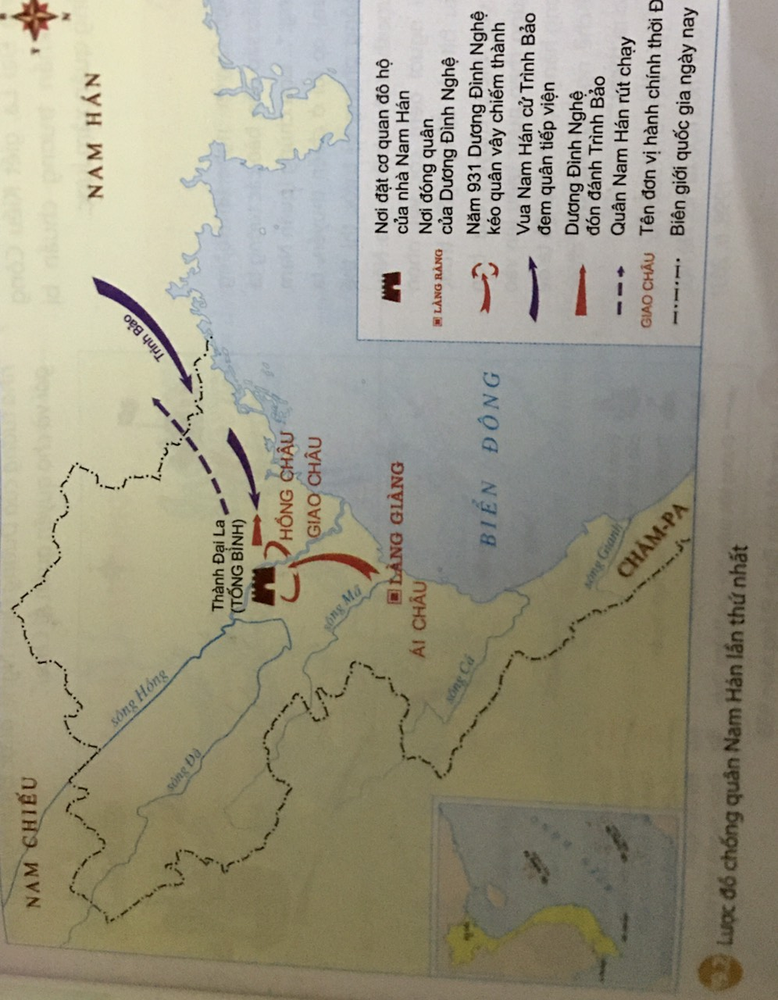 NAM CHIẾU
NAM HÁN
Trình Bảo
Thành Đại La
(TỐNG BÌNH)
HỒNG CHÂU
GIAO CHÂU
sông Hồng
sông Đà
sông Mã
LÀNG GIÀNG
ÁI CHÂU
sông Cả
BIỂN ĐÔNG
sông Gianh
CHĂM-PA
Nơi đặt cơ quan đô hộ
của nhà Nam Hán
LÀNG RÀNG
Nơi đóng quân
của Dương Đình Nghệ
Năm 931 Dương Đình Nghệ
kéo quân vây chiếm thành
Vua Nam Hán cử Trình Bảo
đem quân tiếp viện
Dương Đình Nghệ
đón đánh Trình Bảo
Quân Nam Hán rút chạy
GIAO CHÂU
Tên đơn vị hành chính thời Đ
Biên giới quốc gia ngày nay
Lược đồ chống quân Nam Hán lần thứ nhất